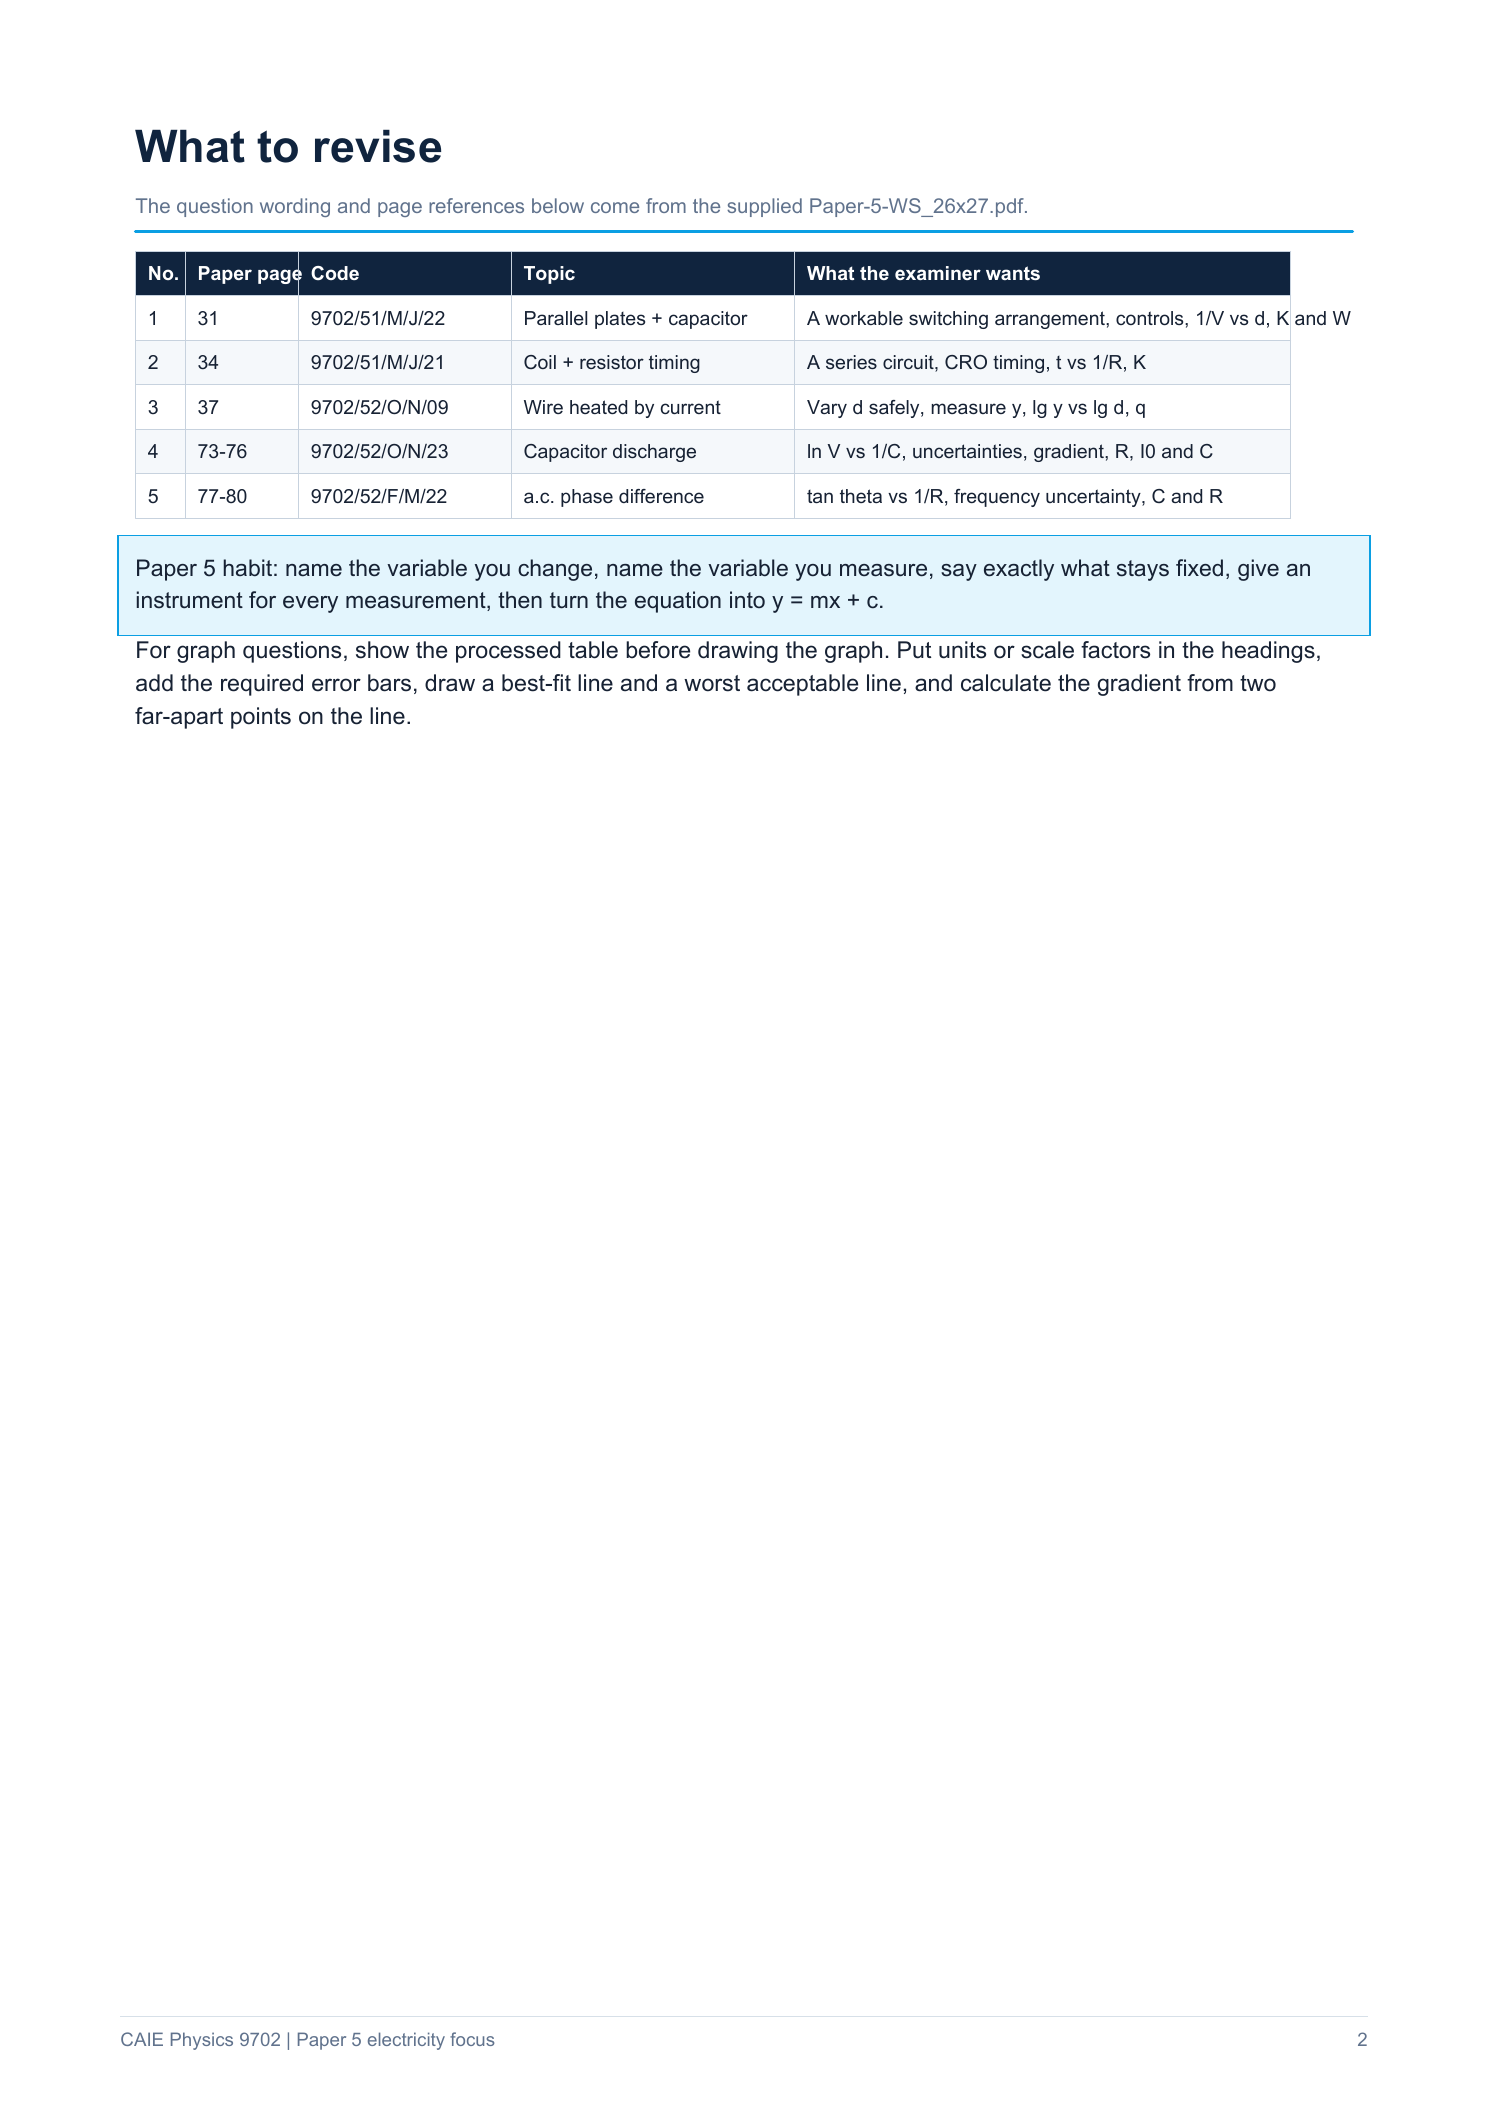 What to revise
The question wording and page references below come from the supplied Paper-5-WS_26x27.pdf.
No. Paper page Code Topic What the examiner wants
1 31 9702/51/M/J/22 Parallel plates + capacitor A workable switching arrangement, controls, 1/V vs d, K and W
2 34 9702/51/M/J/21 Coil + resistor timing A series circuit, CRO timing, t vs 1/R, K
3 37 9702/52/O/N/09 Wire heated by current Vary d safely, measure y, lg y vs lg d, q
4 73-76 9702/52/O/N/23 Capacitor discharge ln V vs 1/C, uncertainties, gradient, R, I0 and C
5 77-80 9702/52/F/M/22 a.c. phase difference tan theta vs 1/R, frequency uncertainty, C and R
Paper 5 habit: name the variable you change, name the variable you measure, say exactly what stays fixed, give an
instrument for every measurement, then turn the equation into y = mx + c.
For graph questions, show the processed table before drawing the graph. Put units or scale factors in the headings,
add the required error bars, draw a best-fit line and a worst acceptable line, and calculate the gradient from two
far-apart points on the line.
CAIE Physics 9702 | Paper 5 electricity focus 2